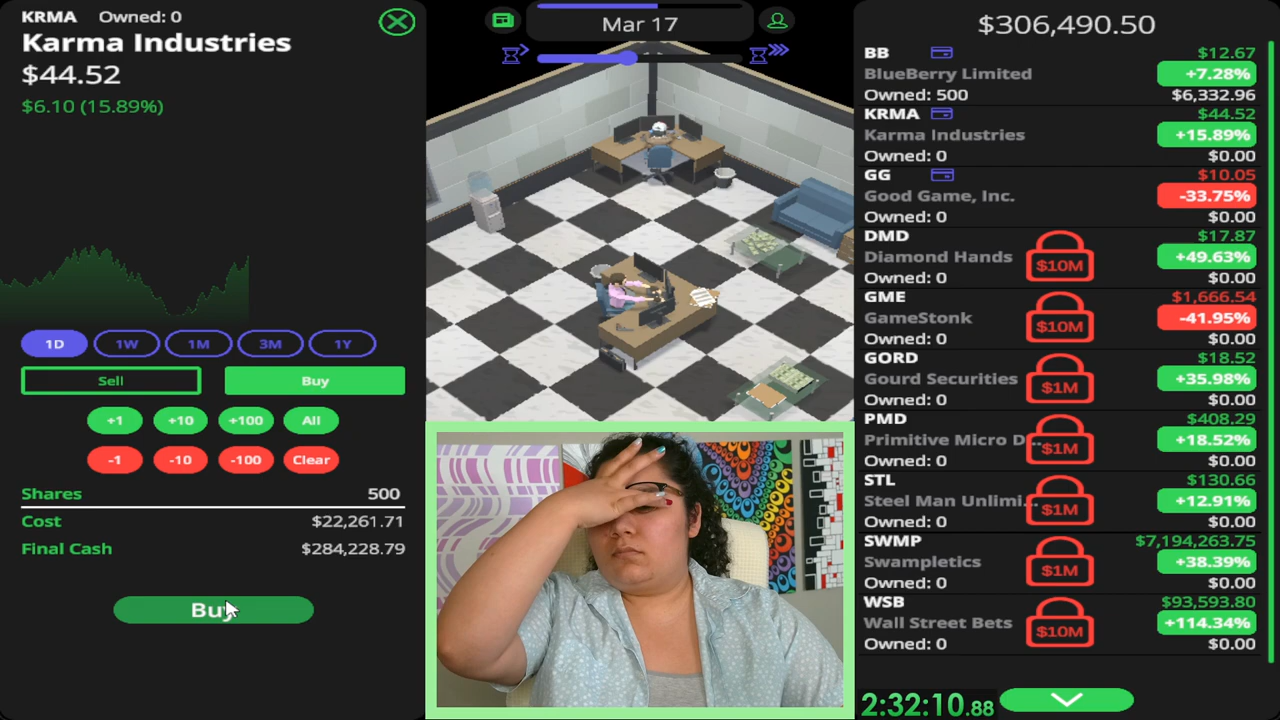 KRMA Owned: 0
Karma Industries
$44.52
$6.10 (15.89%)
1D 1W 1M 3M 1Y
Sell Buy
+1 +10 +100 All
-1 -10 -100 Clear
Shares 500
Cost $22,261.71
Final Cash $284,228.79
Buy
Mar 17
$306,490.50
BB $12.67
BlueBerry Limited +7.28%
Owned: 500 $6,332.96
KRMA $44.52
Karma Industries +15.89%
Owned: 0 $0.00
GG $10.05
Good Game, Inc. -33.75%
Owned: 0 $0.00
DMD $17.87
Diamond Hands $10M +49.63%
Owned: 0 $0.00
GME $1,666.54
GameStonk $10M -41.95%
Owned: 0 $0.00
GORD $18.52
Gourd Securities $1M +35.98%
Owned: 0 $0.00
PMD $408.29
Primitive Micro D... $1M +18.52%
Owned: 0 $0.00
STL $130.66
Steel Man Unlimi... $1M +12.91%
Owned: 0 $0.00
SWMP $7,194,263.75
Swampletics $1M +38.39%
Owned: 0 $0.00
WSB $93,593.80
Wall Street Bets $10M +114.34%
Owned: 0 $0.00
2:32:10.88